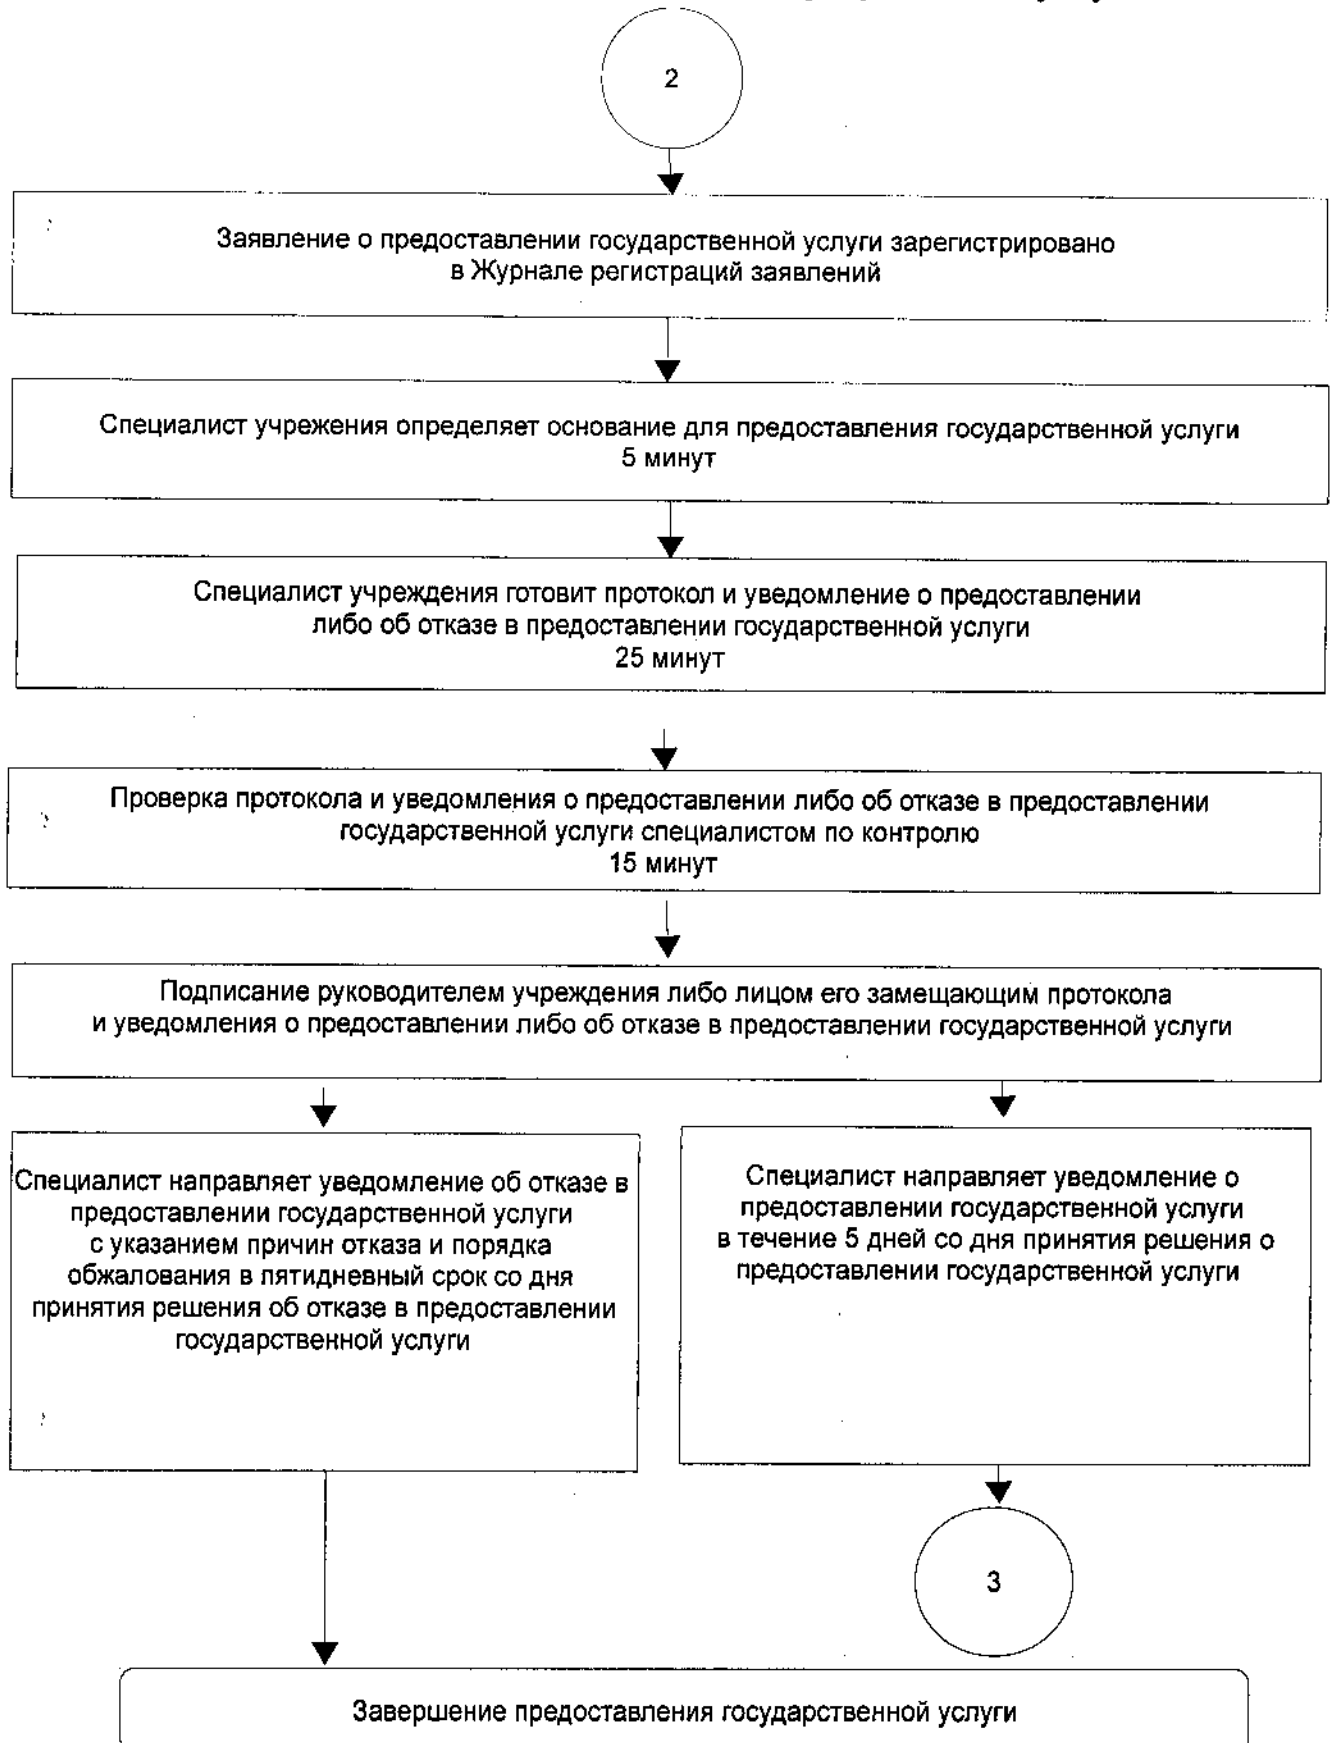 2
Заявление о предоставлении государственной услуги зарегистрировано
в Журнале регистраций заявлений
Специалист учрежения определяет основание для предоставления государственной услуги
5 минут
Специалист учреждения готовит протокол и уведомление о предоставлении
либо об отказе в предоставлении государственной услуги
25 минут
Проверка протокола и уведомления о предоставлении либо об отказе в предоставлении
государственной услуги специалистом по контролю
15 минут
Подписание руководителем учреждения либо лицом его замещающим протокола
и уведомления о предоставлении либо об отказе в предоставлении государственной услуги
Специалист направляет уведомление об отказе в
предоставлении государственной услуги
с указанием причин отказа и порядка
обжалования в пятидневный срок со дня
принятия решения об отказе в предоставлении
государственной услуги
Специалист направляет уведомление о
предоставлении государственной услуги
в течение 5 дней со дня принятия решения о
предоставлении государственной услуги
3
Завершение предоставления государственной услуги